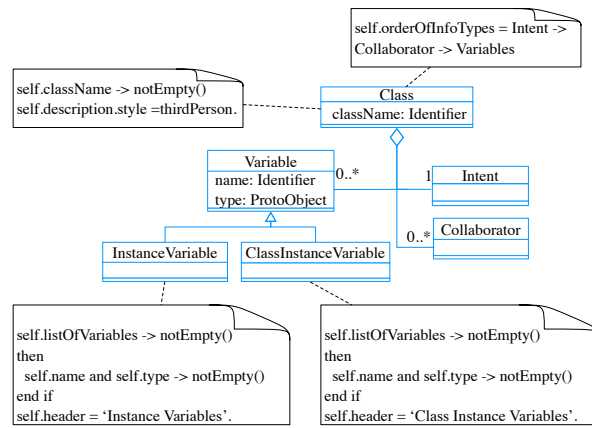 self.orderOfInfoTypes = Intent ->
Collaborator -> Variables
self.className -> notEmpty()
self.description.style =thirdPerson.
Class
className: Identifier
Variable
name: Identifier
type: ProtoObject
0..*
1
Intent
0..*
Collaborator
InstanceVariable
ClassInstanceVariable
self.listOfVariables -> notEmpty()
then
self.name and self.type -> notEmpty()
end if
self.header = ‘Instance Variables’.
self.listOfVariables -> notEmpty()
then
self.name and self.type -> notEmpty()
end if
self.header = ‘Class Instance Variables’.